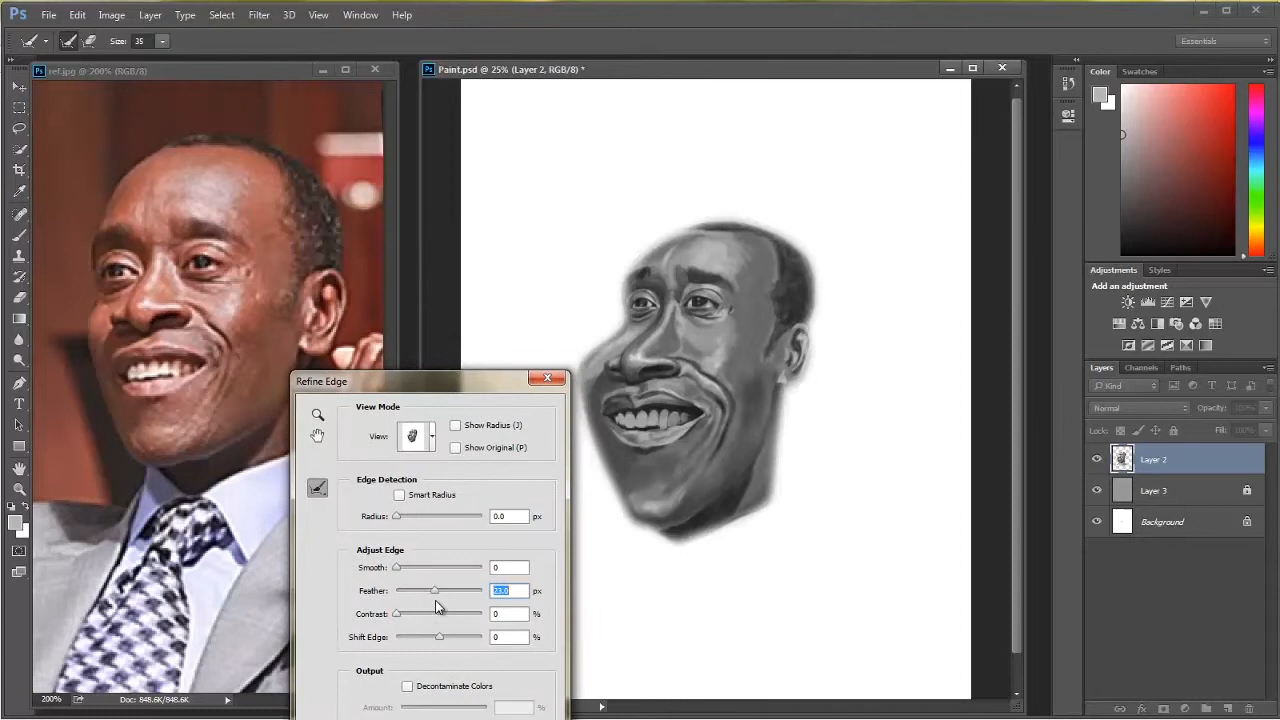 Ps File Edit Image Layer Type Select Filter 3D View Window Help
Size: 35
Essentials
Ps ref.jpg @ 200% (RGB/8)
Ps Paint.psd @ 25% (Layer 2, RGB/8) *
Color Swatches
Adjustments Styles
Add an adjustment
Layers Channels Paths
Kind
Normal Opacity:
Lock: Fill:
Layer 2
Layer 3
Background
Refine Edge
View Mode
View:
Show Radius (J)
Show Original (P)
Edge Detection
Smart Radius
Radius: 0.0 px
Adjust Edge
Smooth: 0
Feather: 23.0 px
Contrast: 0 %
Shift Edge: 0 %
Output
Decontaminate Colors
Amount: %
200% Doc: 848.6K/848.6K